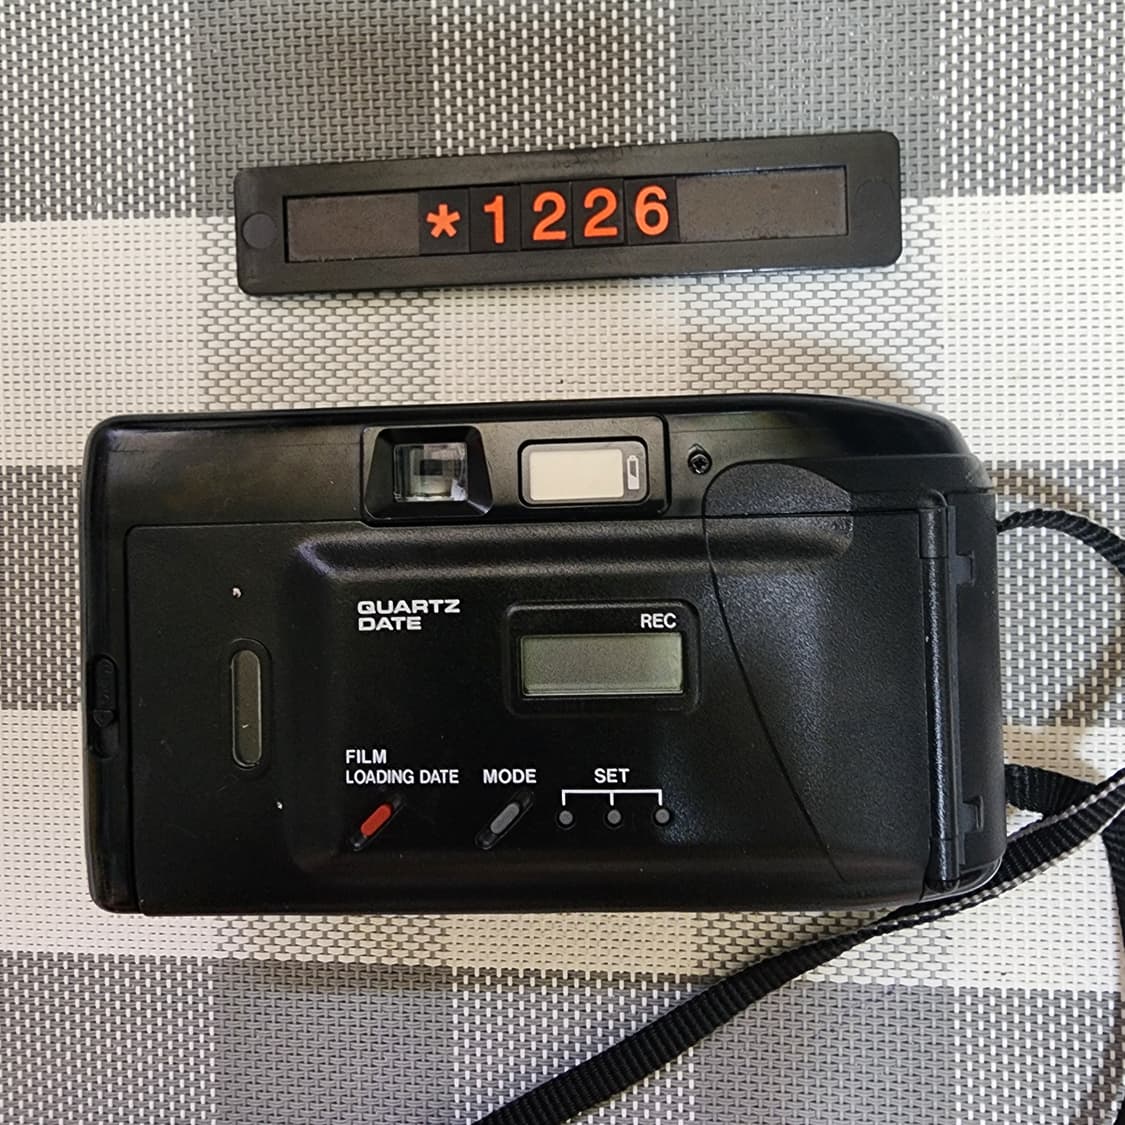 *1226
QUARTZ
DATE
REC
FILM
LOADING DATE
MODE
SET